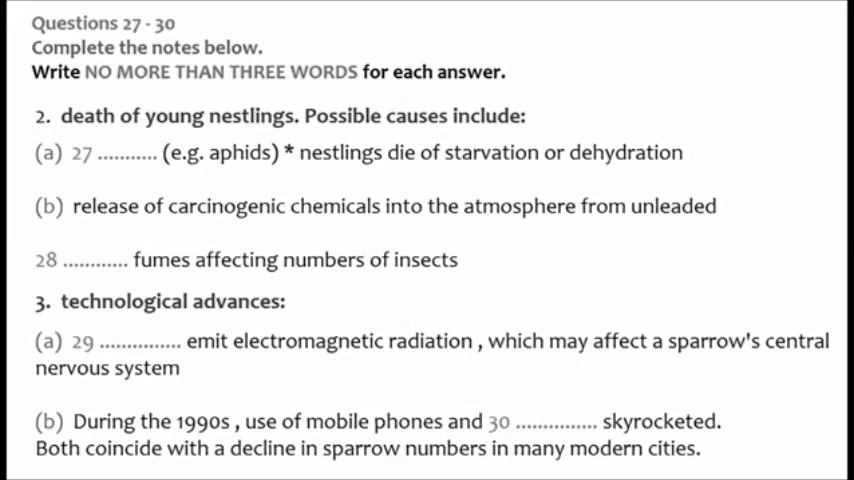 Questions 27 - 30
Complete the notes below.
Write NO MORE THAN THREE WORDS for each answer.
2. death of young nestlings. Possible causes include:
(a) 27 ........... (e.g. aphids) * nestlings die of starvation or dehydration
(b) release of carcinogenic chemicals into the atmosphere from unleaded
28 ............ fumes affecting numbers of insects
3. technological advances:
(a) 29 ............... emit electromagnetic radiation , which may affect a sparrow's central
nervous system
(b) During the 1990s , use of mobile phones and 30 ............... skyrocketed.
Both coincide with a decline in sparrow numbers in many modern cities.